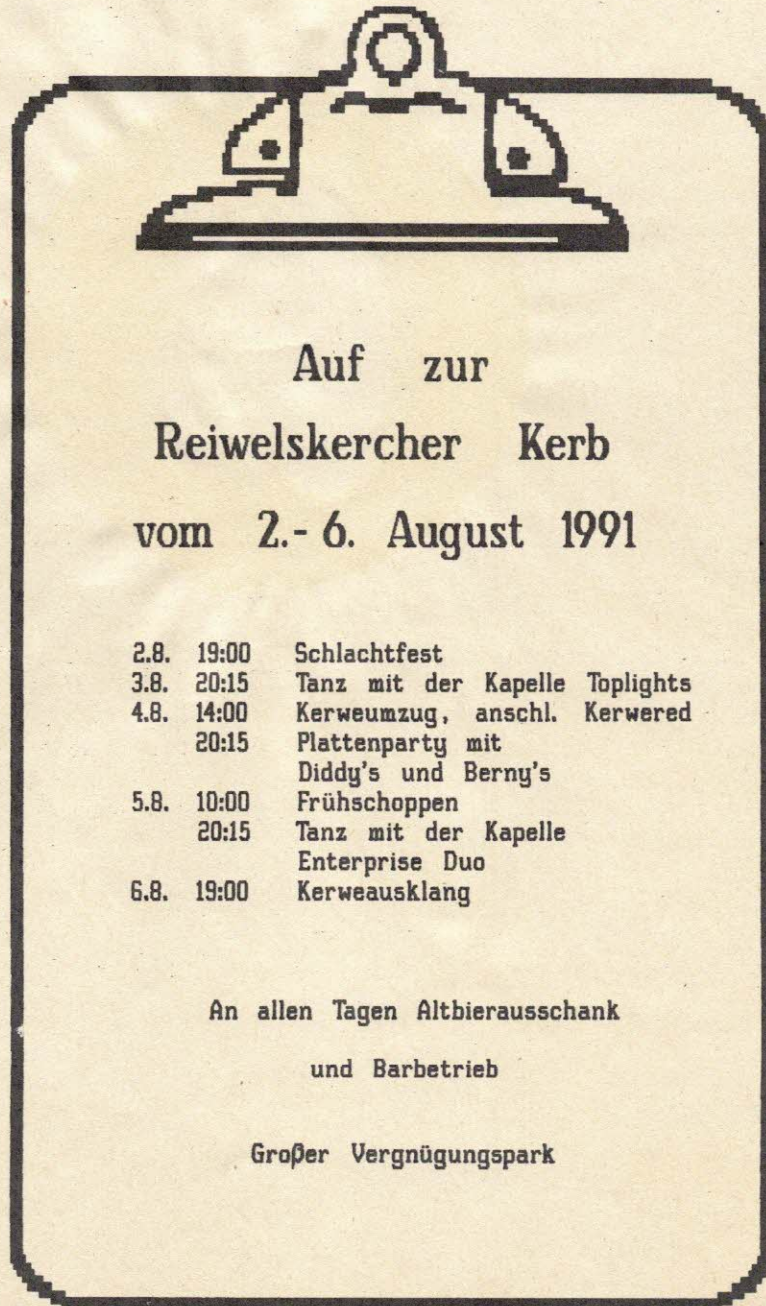 Auf zur
Reiwelskercher Kerb
vom 2.- 6. August 1991
2.8. 19:00 Schlachtfest
3.8. 20:15 Tanz mit der Kapelle Toplights
4.8. 14:00 Kerweumzug, anschl. Kerwered
20:15 Plattenparty mit
Diddy's und Berny's
5.8. 10:00 Frühschoppen
20:15 Tanz mit der Kapelle
Enterprise Duo
6.8. 19:00 Kerweausklang
An allen Tagen Altbierausschank
und Barbetrieb
Großer Vergnügungspark